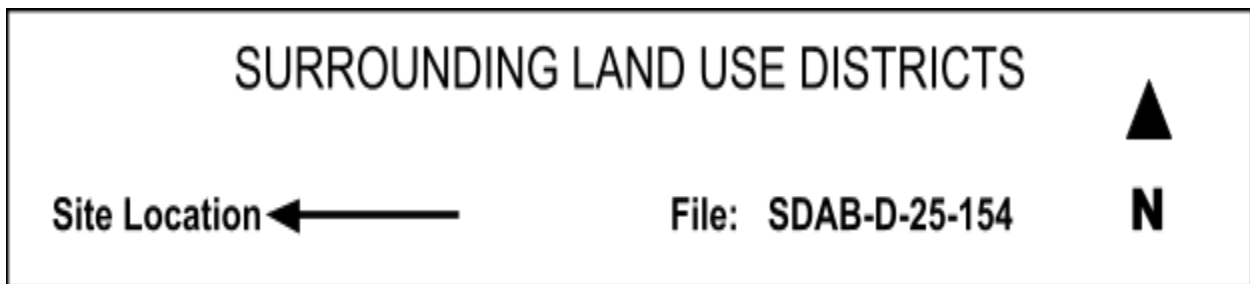 SURROUNDING LAND USE DISTRICTS
Site Location File: SDAB-D-25-154 N